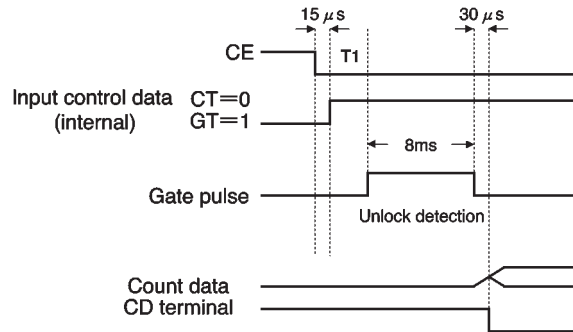 15 μs
30 μs
CE
T1
Input control data
(internal)
CT=0
GT=1
8ms
Gate pulse
Unlock detection
Count data
CD terminal